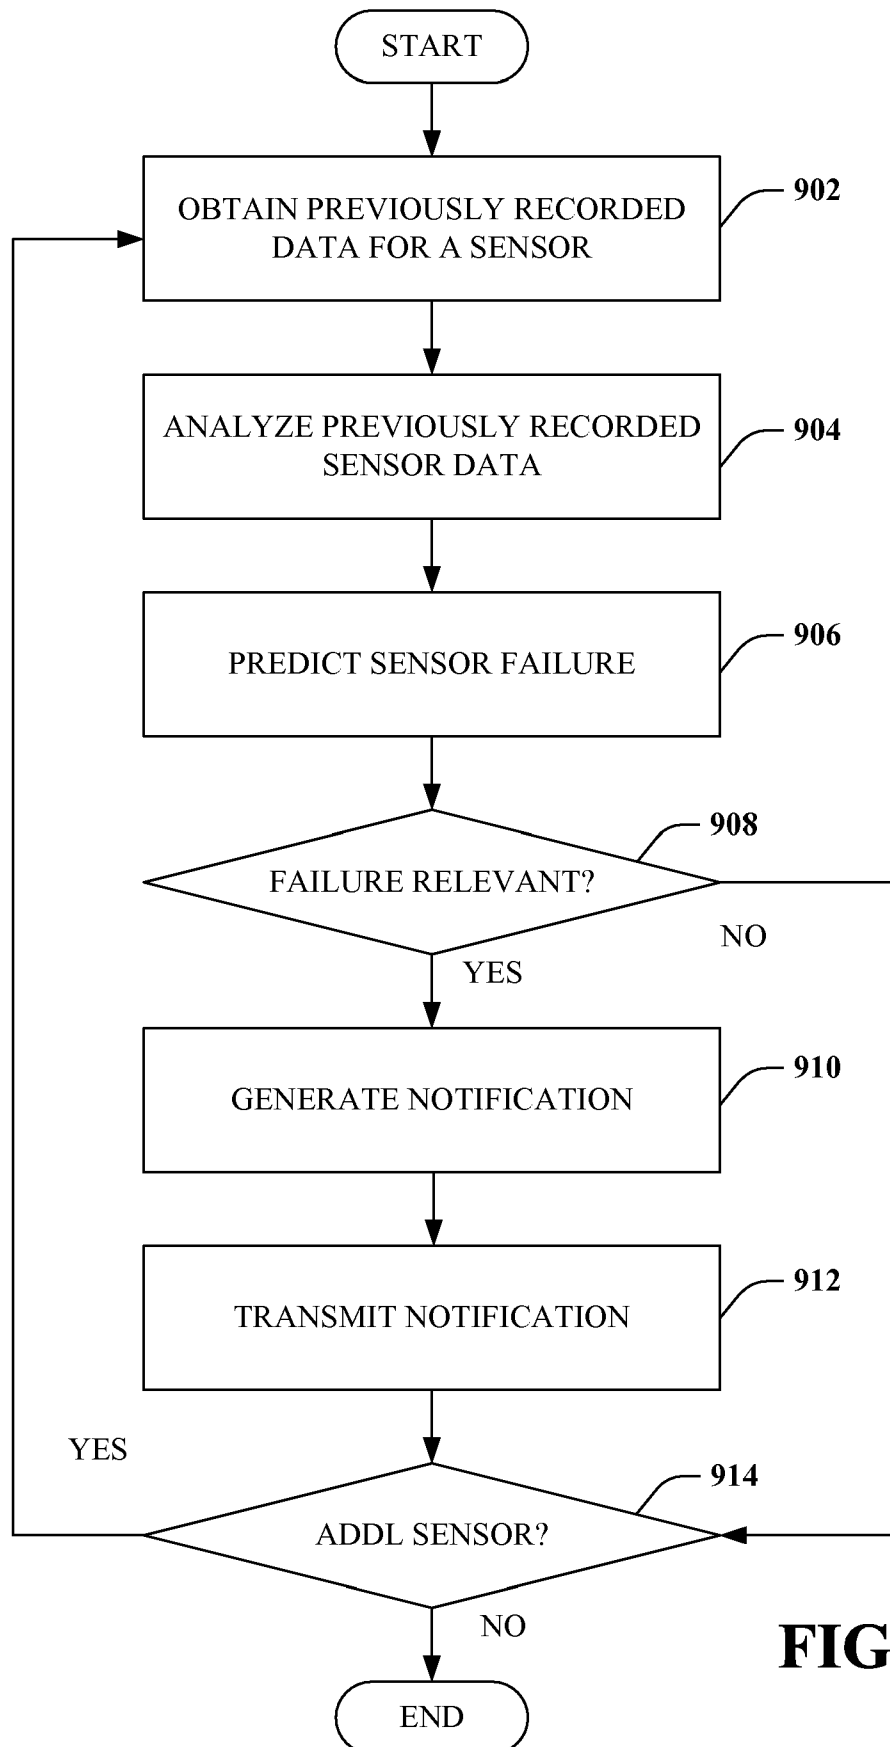 START
OBTAIN PREVIOUSLY RECORDED
DATA FOR A SENSOR
902
ANALYZE PREVIOUSLY RECORDED
SENSOR DATA
904
PREDICT SENSOR FAILURE
906
FAILURE RELEVANT?
908
NO
YES
GENERATE NOTIFICATION
910
TRANSMIT NOTIFICATION
912
YES
ADDL SENSOR?
914
NO
FIG
END